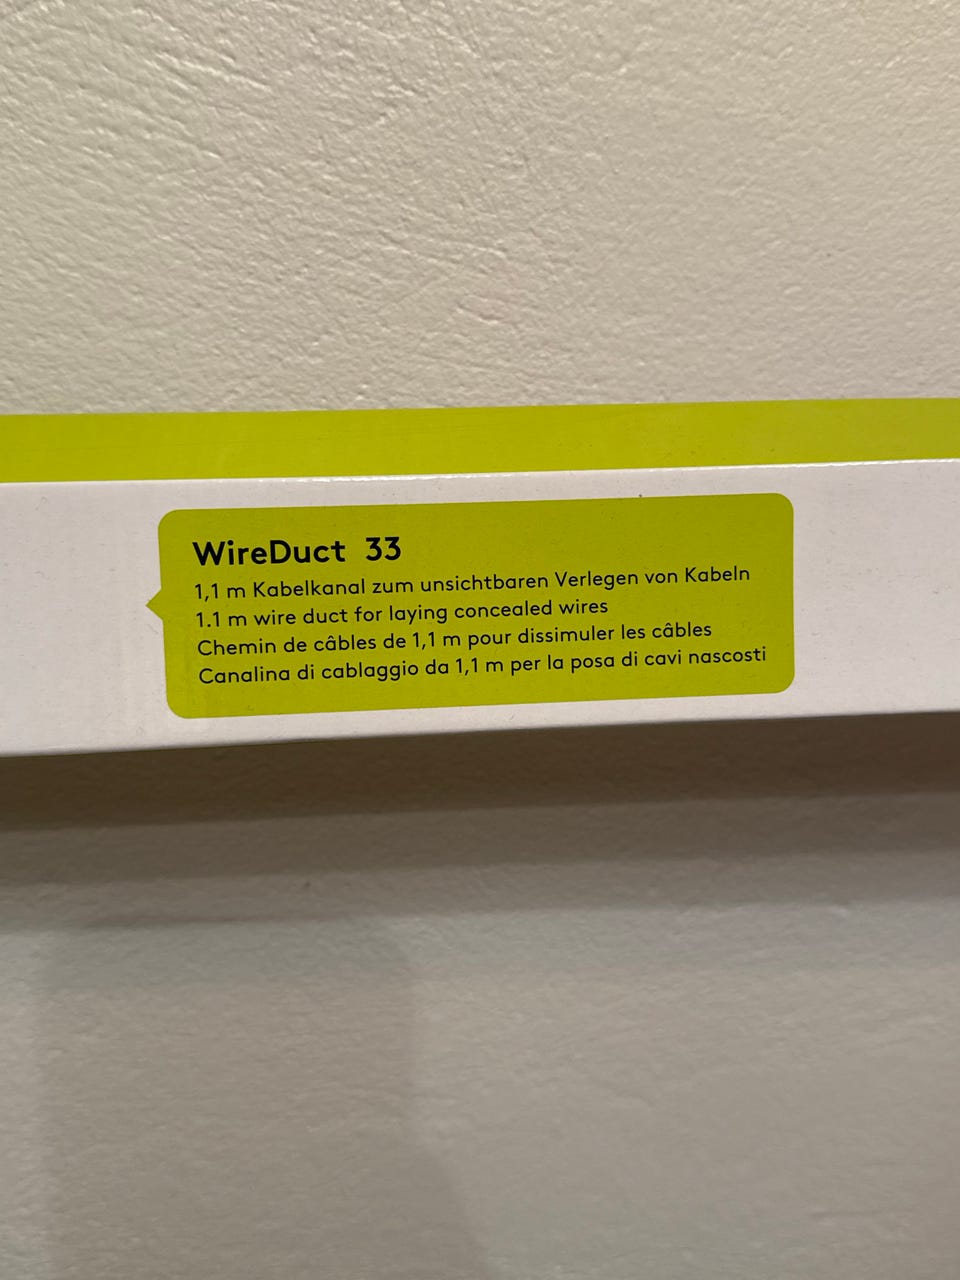 WireDuct 33
1,1 m Kabelkanal zum unsichtbaren Verlegen von Kabeln
1.1 m wire duct for laying concealed wires
Chemin de câbles de 1,1 m pour dissimuler les câbles
Canalina di cablaggio da 1,1 m per la posa di cavi nascosti